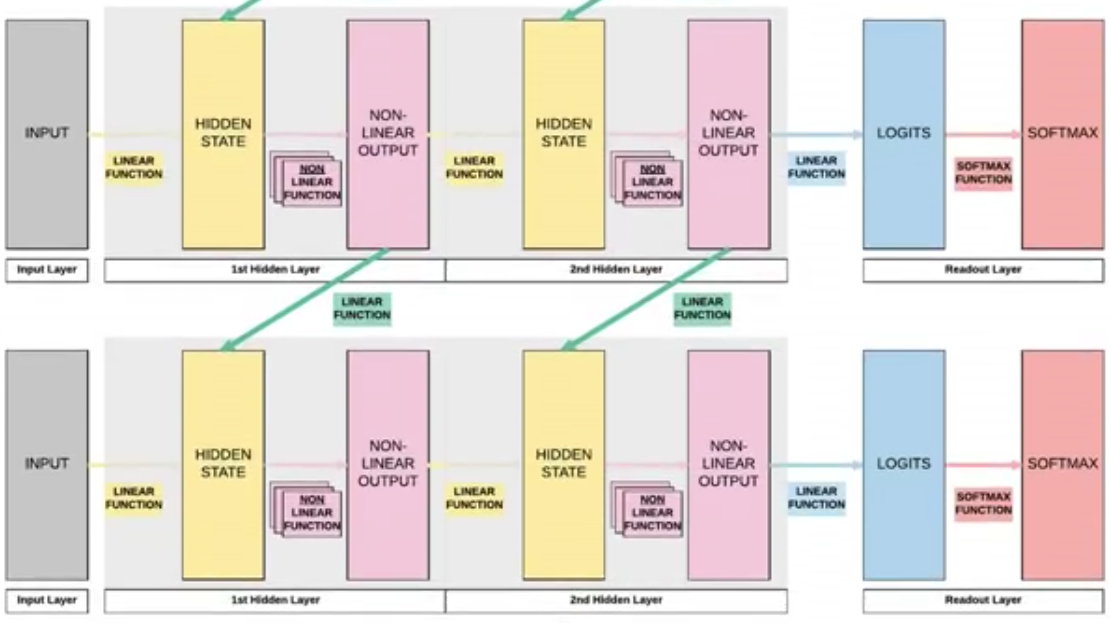 INPUT
LINEAR
FUNCTION
HIDDEN
STATE
NON
LINEAR
FUNCTION
NON-
LINEAR
OUTPUT
LINEAR
FUNCTION
HIDDEN
STATE
NON
LINEAR
FUNCTION
NON-
LINEAR
OUTPUT
LINEAR
FUNCTION
LOGITS
SOFTMAX
FUNCTION
SOFTMAX
Input Layer
1st Hidden Layer
2nd Hidden Layer
Readout Layer
LINEAR
FUNCTION
LINEAR
FUNCTION
INPUT
LINEAR
FUNCTION
HIDDEN
STATE
NON
LINEAR
FUNCTION
NON-
LINEAR
OUTPUT
LINEAR
FUNCTION
HIDDEN
STATE
NON
LINEAR
FUNCTION
NON-
LINEAR
OUTPUT
LINEAR
FUNCTION
LOGITS
SOFTMAX
FUNCTION
SOFTMAX
Input Layer
1st Hidden Layer
2nd Hidden Layer
Readout Layer